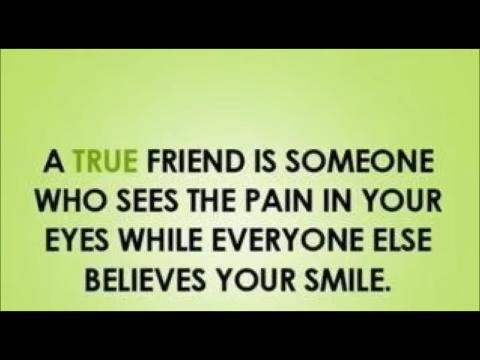 A TRUE FRIEND IS SOMEONE
WHO SEES THE PAIN IN YOUR
EYES WHILE EVERYONE ELSE
BELIEVES YOUR SMILE.